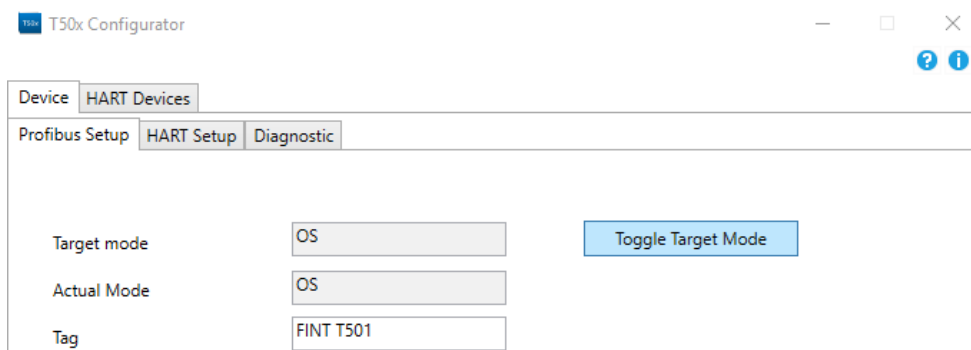 T50x T50x Configurator
? i
Device HART Devices
Profibus Setup HART Setup Diagnostic
Target mode OS Toggle Target Mode
Actual Mode OS
Tag FINT T501